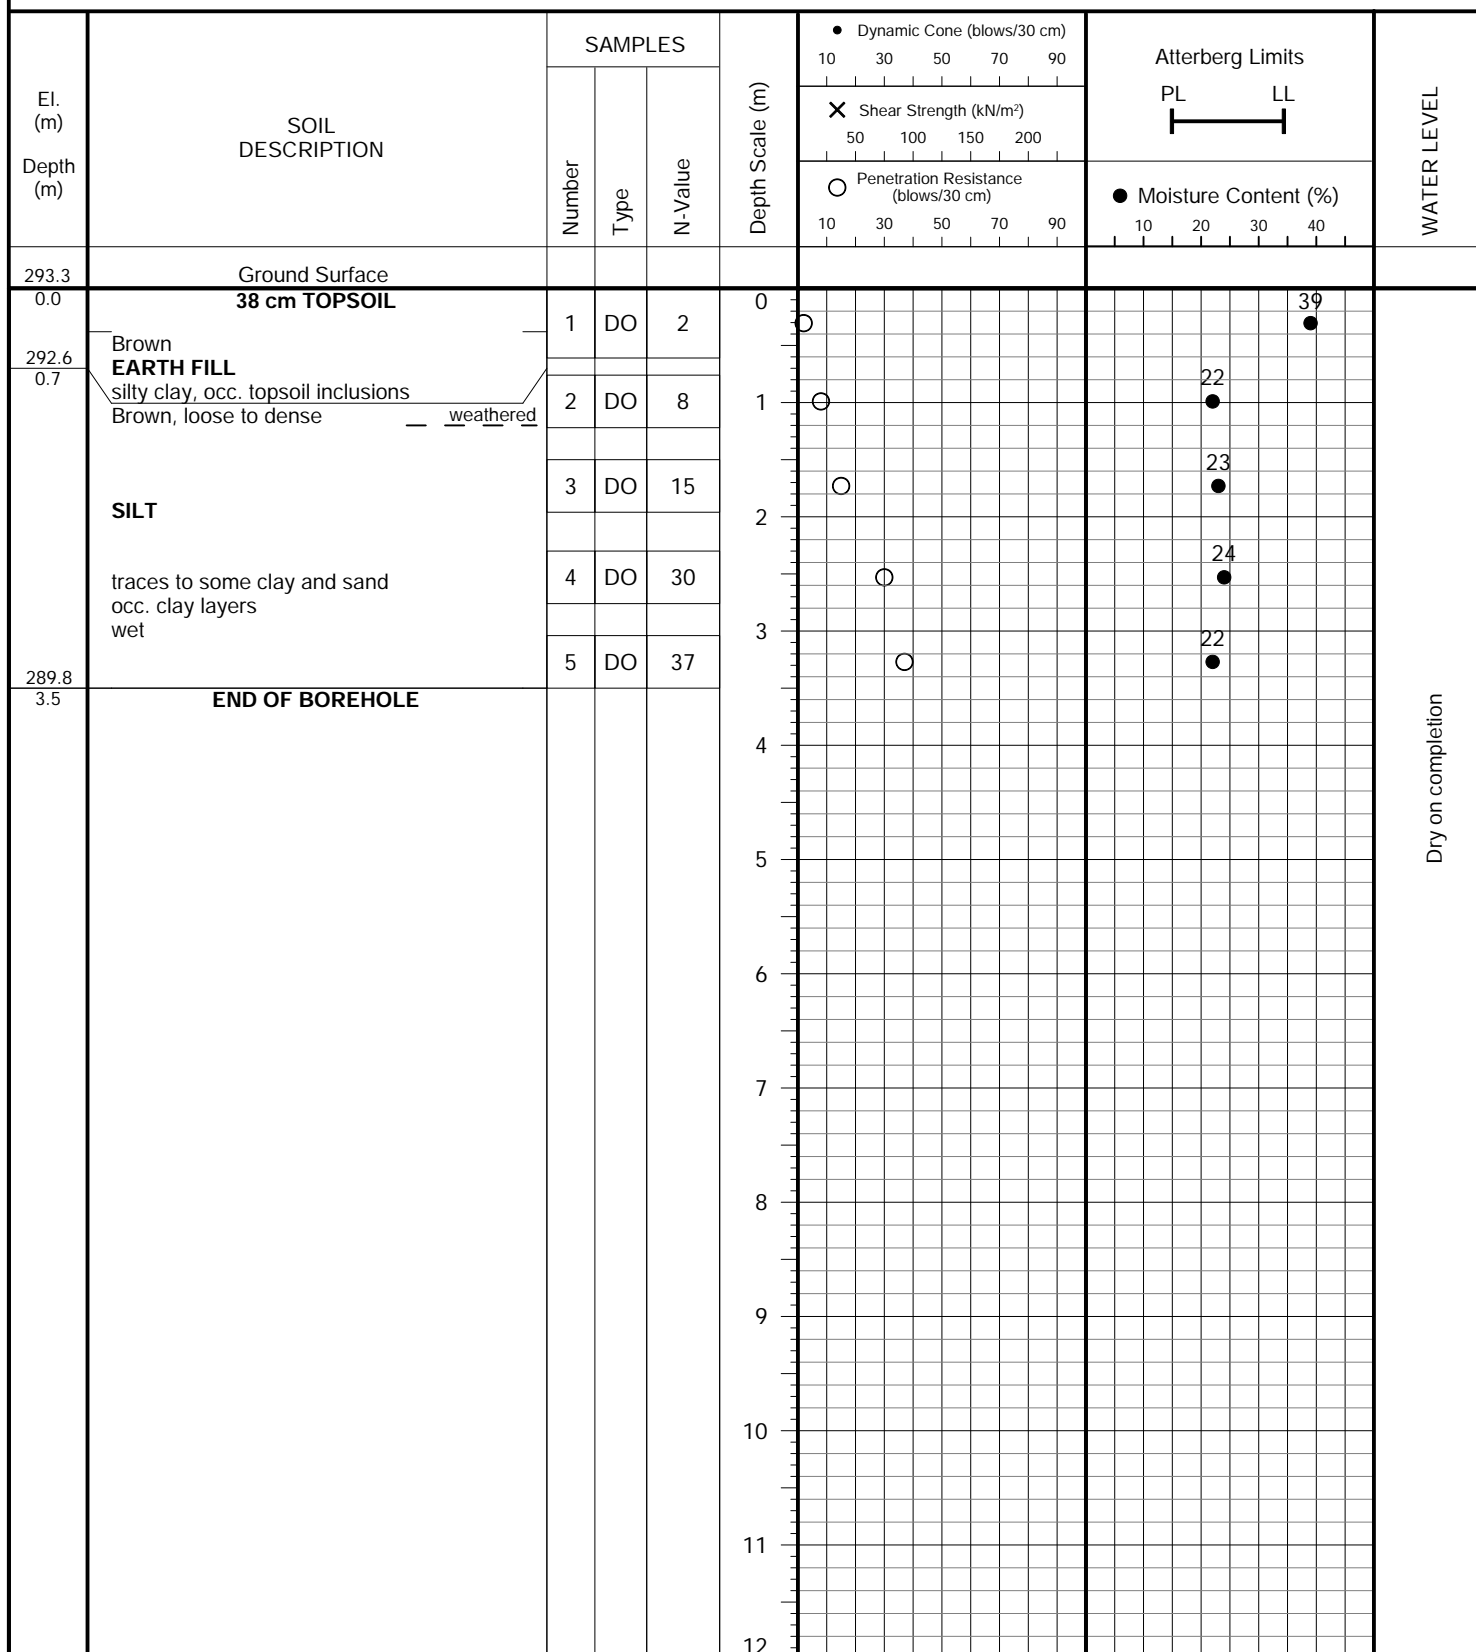 El.
(m)
Depth
(m)
SOIL
DESCRIPTION
SAMPLES
Number
Type
N-Value
Depth Scale (m)
Dynamic Cone (blows/30 cm)
10 30 50 70 90
Shear Strength (kN/m²)
50 100 150 200
Penetration Resistance
(blows/30 cm)
10 30 50 70 90
Atterberg Limits
PL LL
Moisture Content (%)
10 20 30 40
WATER LEVEL
293.3 Ground Surface
0.0 38 cm TOPSOIL 0 39
1 DO 2
Brown
292.6 EARTH FILL
0.7 22
silty clay, occ. topsoil inclusions
2 DO 8 1
Brown, loose to dense weathered
23
3 DO 15
SILT
2
24
traces to some clay and sand 4 DO 30
occ. clay layers
wet 3
22
5 DO 37
289.8
3.5 END OF BOREHOLE
4
Dry on completion
5
6
7
8
9
10
11
12